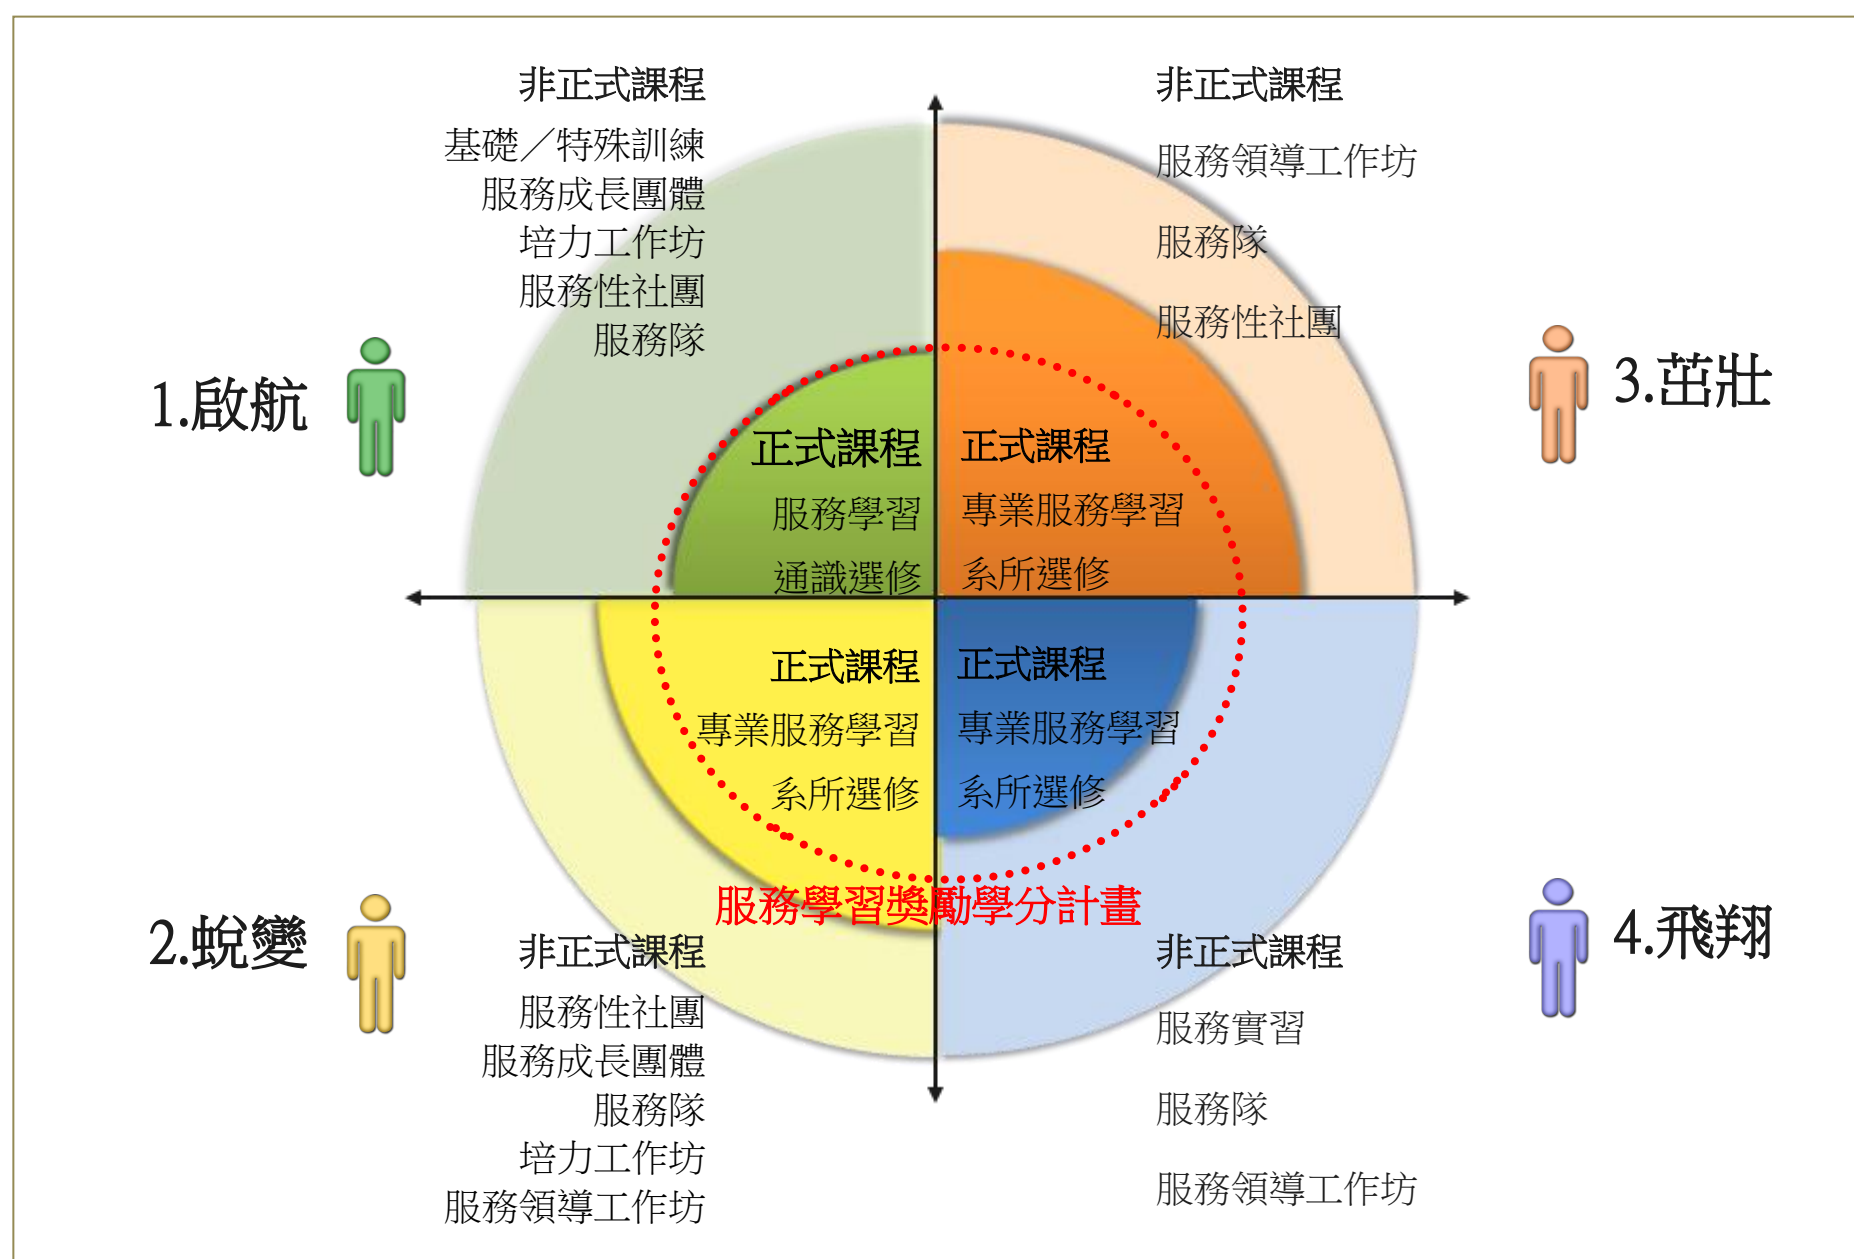 非正式課程
基礎／特殊訓練
服務成長團體
培力工作坊
服務性社團
服務隊
1.啟航
正式課程
服務學習
通識選修
非正式課程
服務領導工作坊
服務隊
服務性社團
3.茁壯
正式課程
專業服務學習
系所選修
正式課程
專業服務學習
系所選修
2.蛻變
非正式課程
服務性社團
服務成長團體
服務隊
培力工作坊
服務領導工作坊
正式課程
專業服務學習
系所選修
服務學習獎勵學分計畫
4.飛翔
非正式課程
服務實習
服務隊
服務領導工作坊